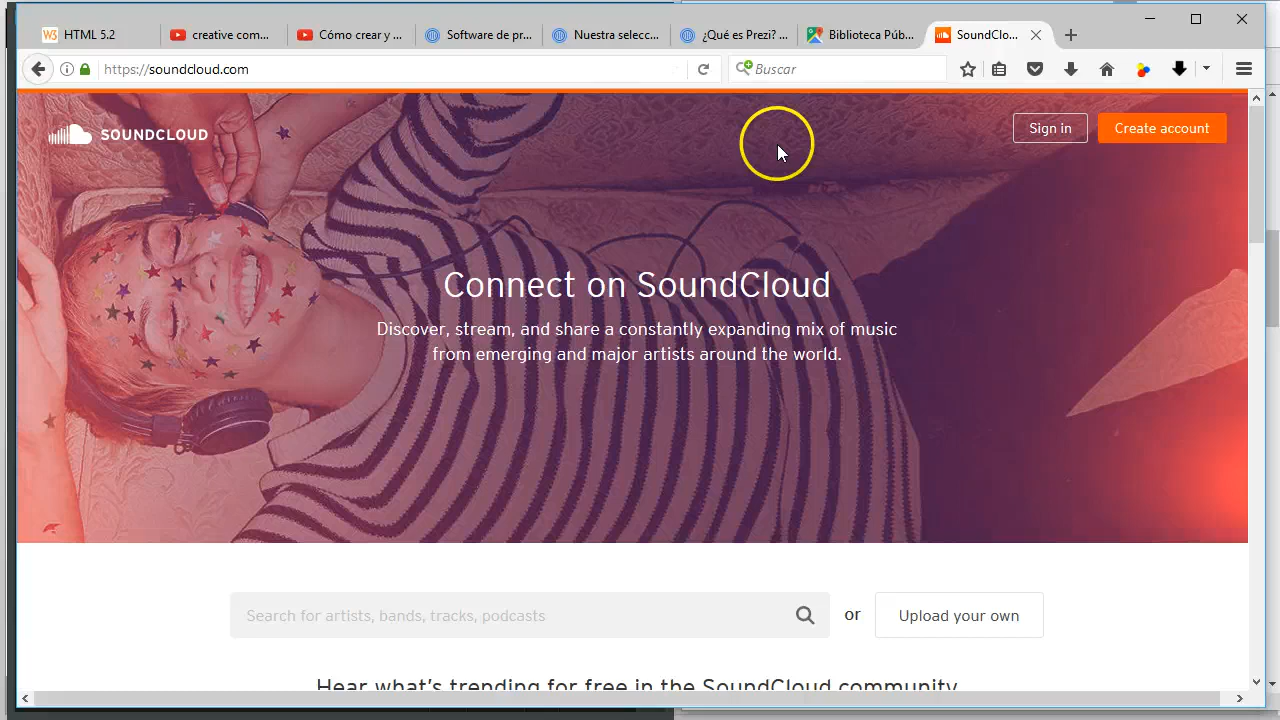 HTML 5.2
creative com...
Cómo crear y ...
Software de pr...
Nuestra selecc...
¿Qué es Prezi? ...
Biblioteca Púb...
SoundClo...
https://soundcloud.com
Buscar
SOUNDCLOUD
Sign in
Create account
Connect on SoundCloud
Discover, stream, and share a constantly expanding mix of music
from emerging and major artists around the world.
Search for artists, bands, tracks, podcasts
or
Upload your own
Hear what's trending for free in the SoundCloud community